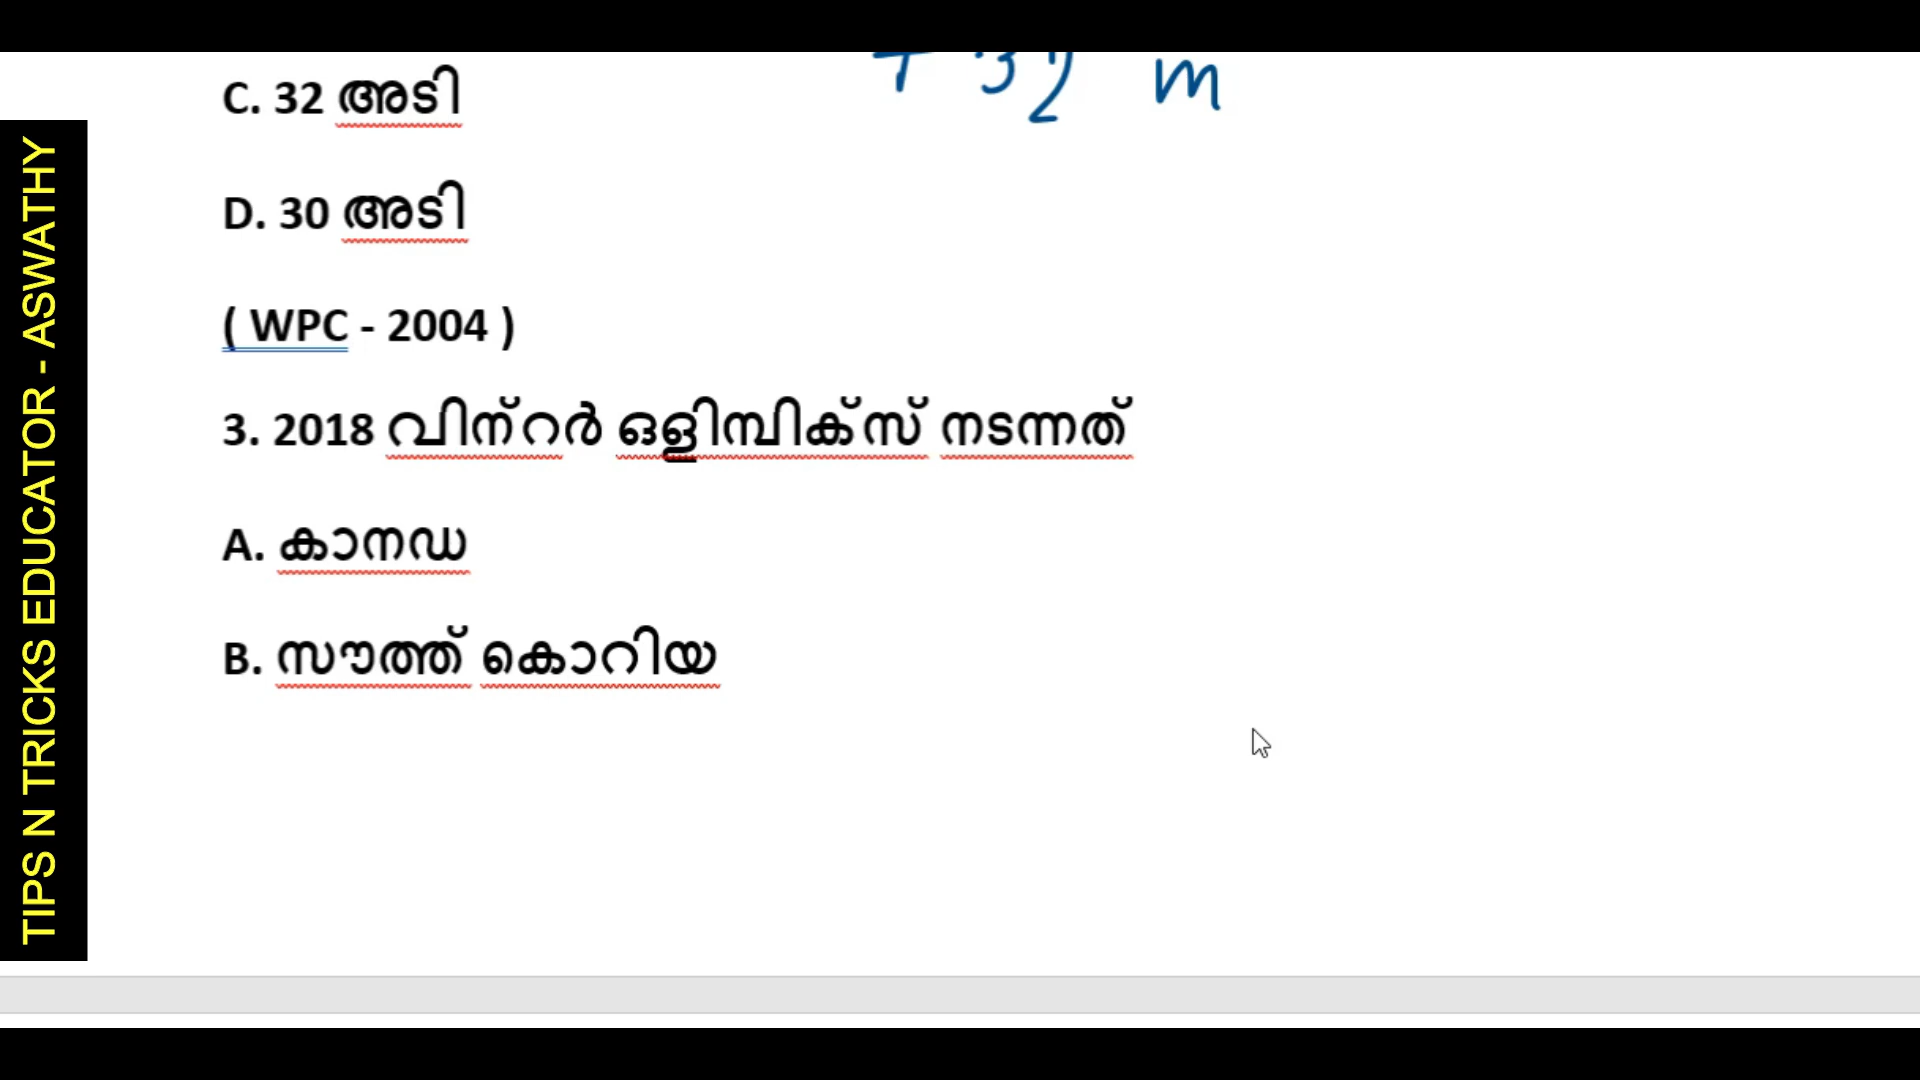 C. 32 അടി
m
D. 30 അടി
( WPC - 2004 )
3. 2018 വിന്റർ ഒളിമ്പിക്സ് നടന്നത്
A. കാനഡ
B. സൗത്ത് കൊറിയ
TIPS N TRICKS EDUCATOR - ASWATHY